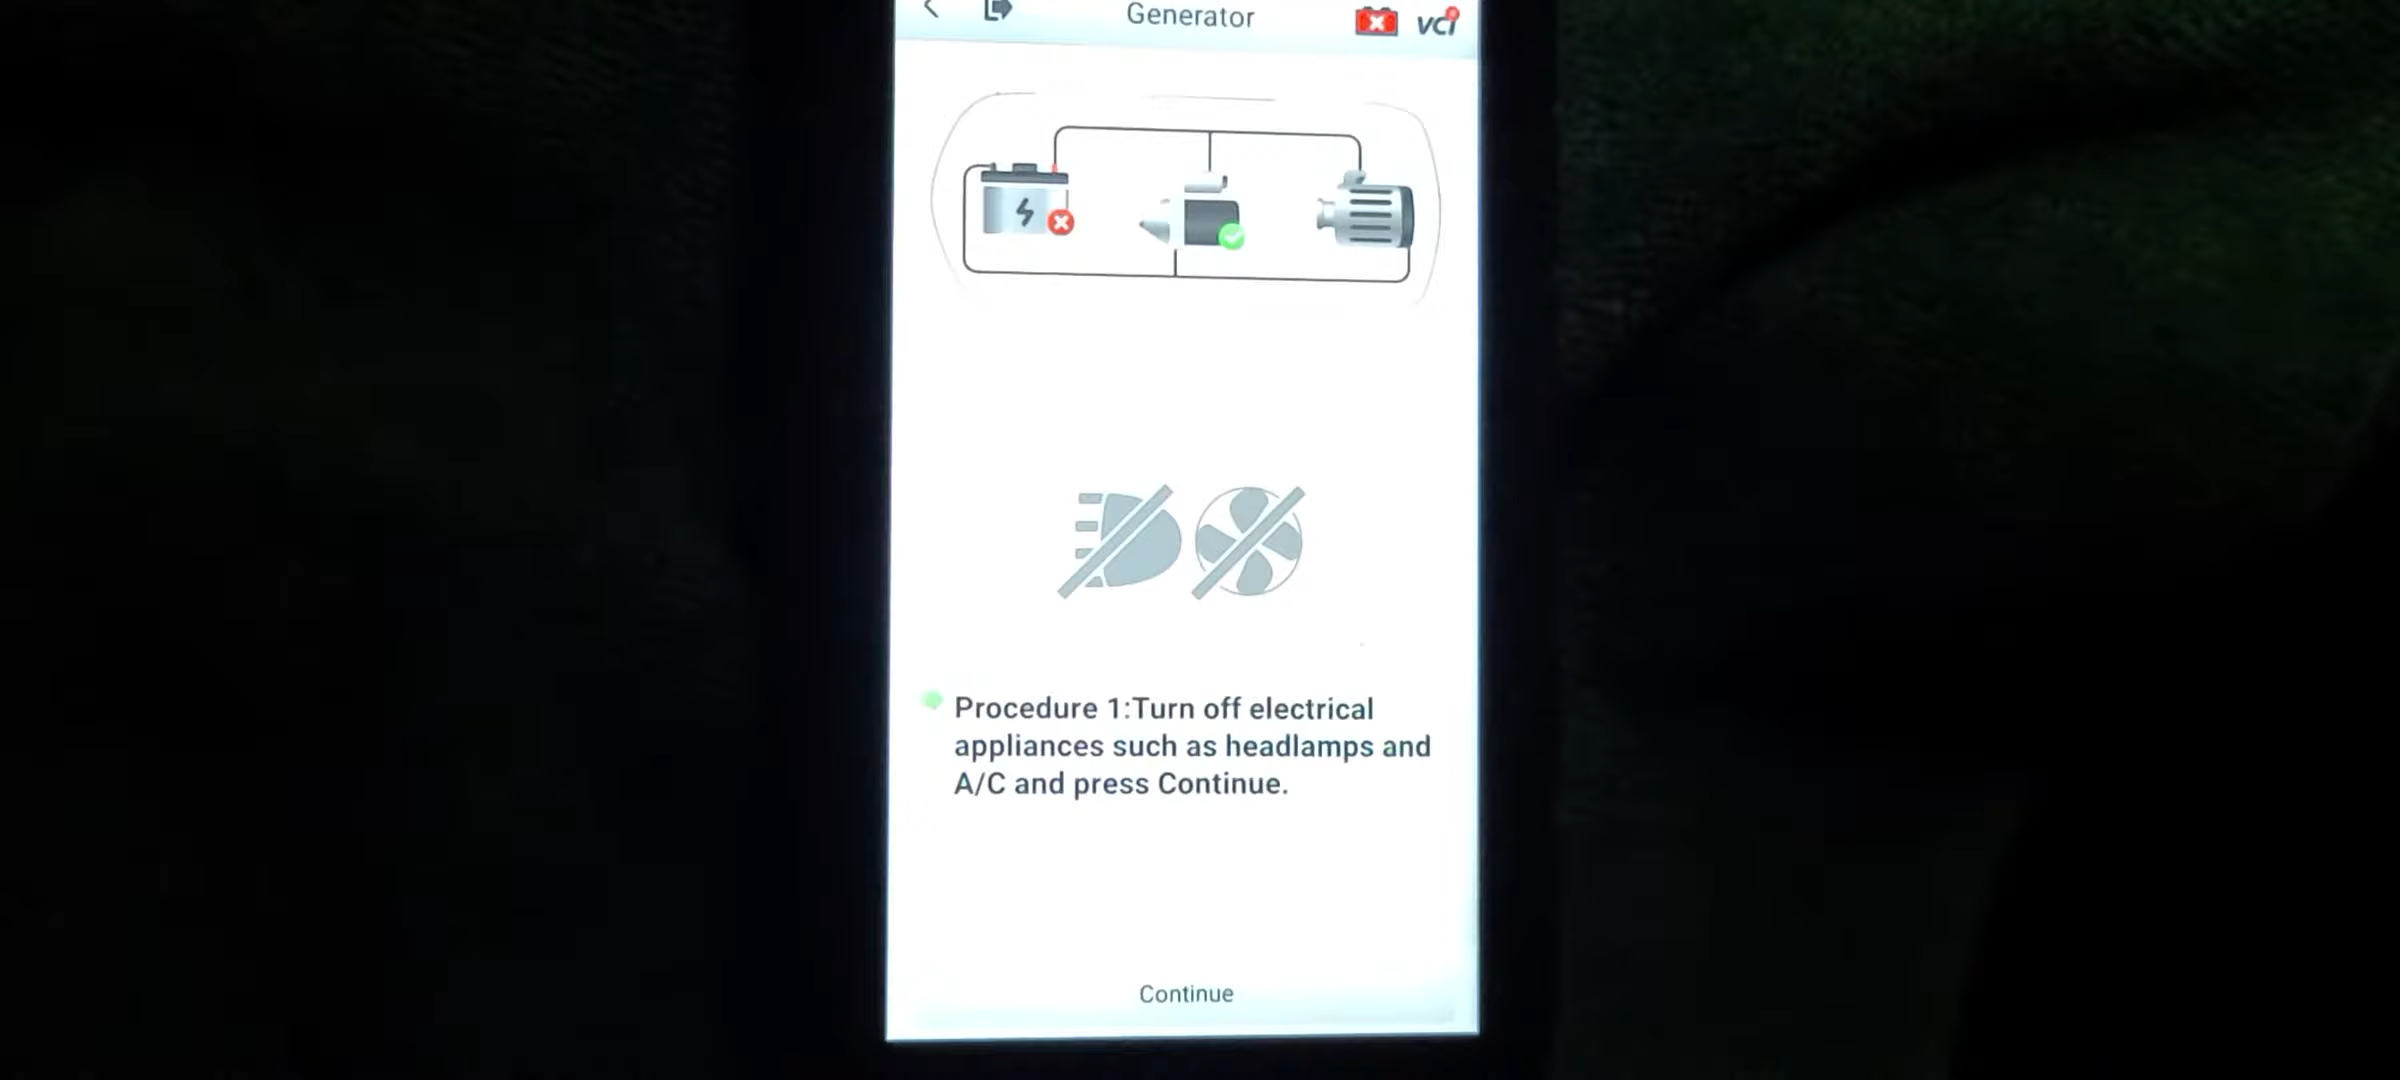 Generator
vci
Procedure 1:Turn off electrical
appliances such as headlamps and
A/C and press Continue.
Continue